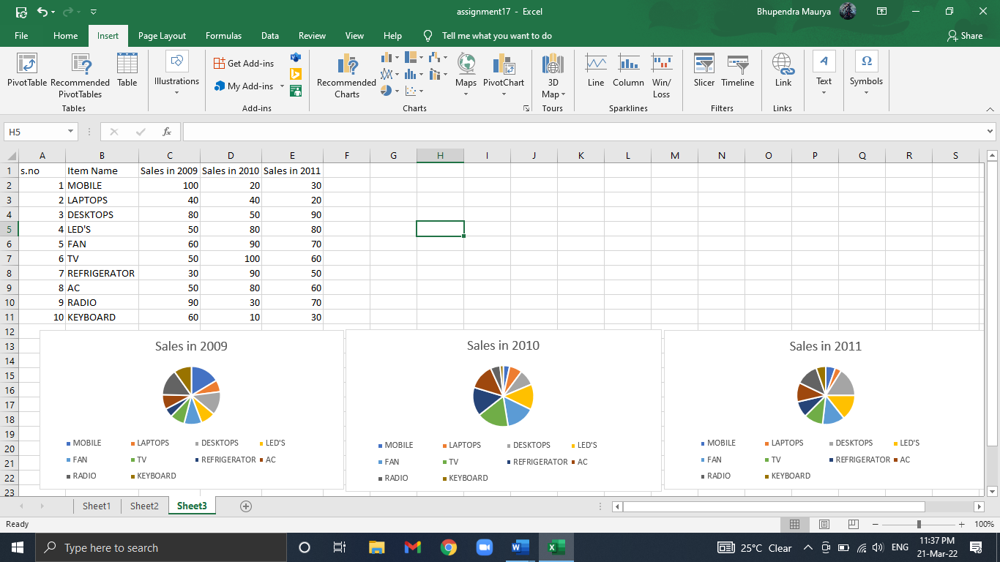 assignment17 - Excel
Bhupendra Maurya
File Home Insert Page Layout Formulas Data Review View Help Tell me what you want to do Share
PivotTable Recommended PivotTables Table
Tables
Illustrations
Get Add-ins
My Add-ins
Add-ins
Recommended Charts
Maps PivotChart
Charts
3D Map
Tours
Line Column Win/Loss
Sparklines
Slicer Timeline
Filters
Link
Links
Text
Symbols
H5
fx
A B C D E F G H I J K L M N O P Q R S
1 s.no Item Name Sales in 2009 Sales in 2010 Sales in 2011
2 1 MOBILE 100 20 30
3 2 LAPTOPS 40 40 20
4 3 DESKTOPS 80 50 90
5 4 LED'S 50 80 80
6 5 FAN 60 90 70
7 6 TV 50 100 60
8 7 REFRIGERATOR 30 90 50
9 8 AC 50 80 60
10 9 RADIO 90 30 70
11 10 KEYBOARD 60 10 30
12
13
14
15
16
17
18
19
20
21
22
23
Sales in 2009
MOBILE LAPTOPS DESKTOPS LED'S
FAN TV REFRIGERATOR AC
RADIO KEYBOARD
Sales in 2010
MOBILE LAPTOPS DESKTOPS LED'S
FAN TV REFRIGERATOR AC
RADIO KEYBOARD
Sales in 2011
MOBILE LAPTOPS DESKTOPS LED'S
FAN TV REFRIGERATOR AC
RADIO KEYBOARD
Sheet1 Sheet2 Sheet3
Ready
100%
Type here to search
25°C Clear
ENG
11:37 PM
21-Mar-22